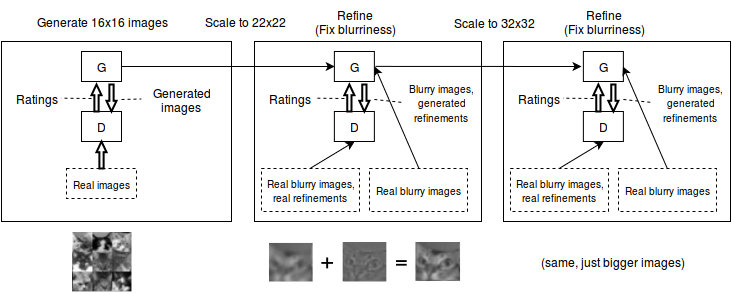 Generate 16x16 images
Scale to 22x22
Refine
(Fix blurriness)
Scale to 32x32
Refine
(Fix blurriness)
G
Ratings
Generated
images
D
Real images
G
Ratings
Blurry images,
generated
refinements
D
Real blurry images,
real refinements
Real blurry images
G
Ratings
Blurry images,
generated
refinements
D
Real blurry images,
real refinements
Real blurry images
+
=
(same, just bigger images)